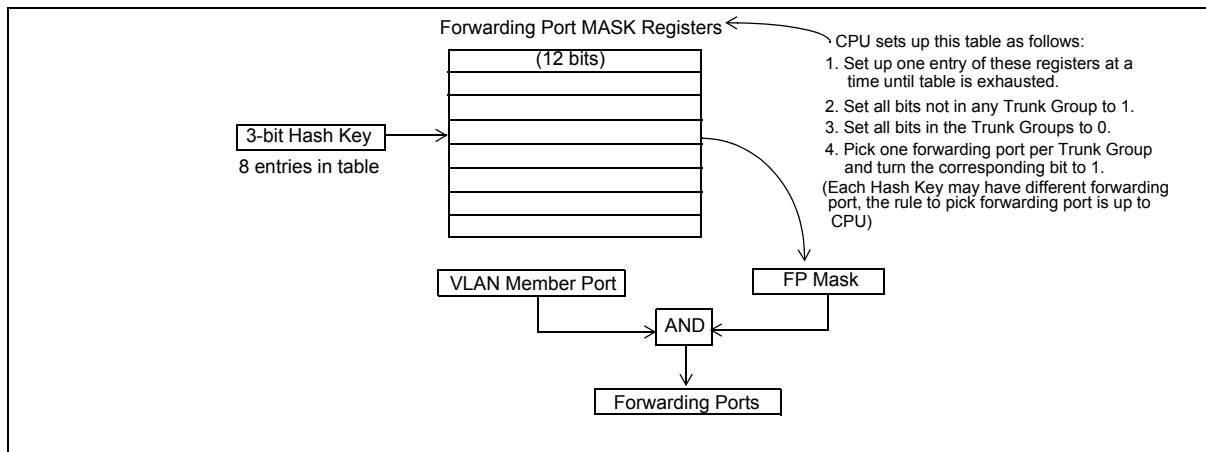 Forwarding Port MASK Registers
(12 bits)
3-bit Hash Key
8 entries in table
CPU sets up this table as follows:
1. Set up one entry of these registers at a
time until table is exhausted.
2. Set all bits not in any Trunk Group to 1.
3. Set all bits in the Trunk Groups to 0.
4. Pick one forwarding port per Trunk Group
and turn the corresponding bit to 1.
(Each Hash Key may have different forwarding
port, the rule to pick forwarding port is up to
CPU)
VLAN Member Port
FP Mask
AND
Forwarding Ports